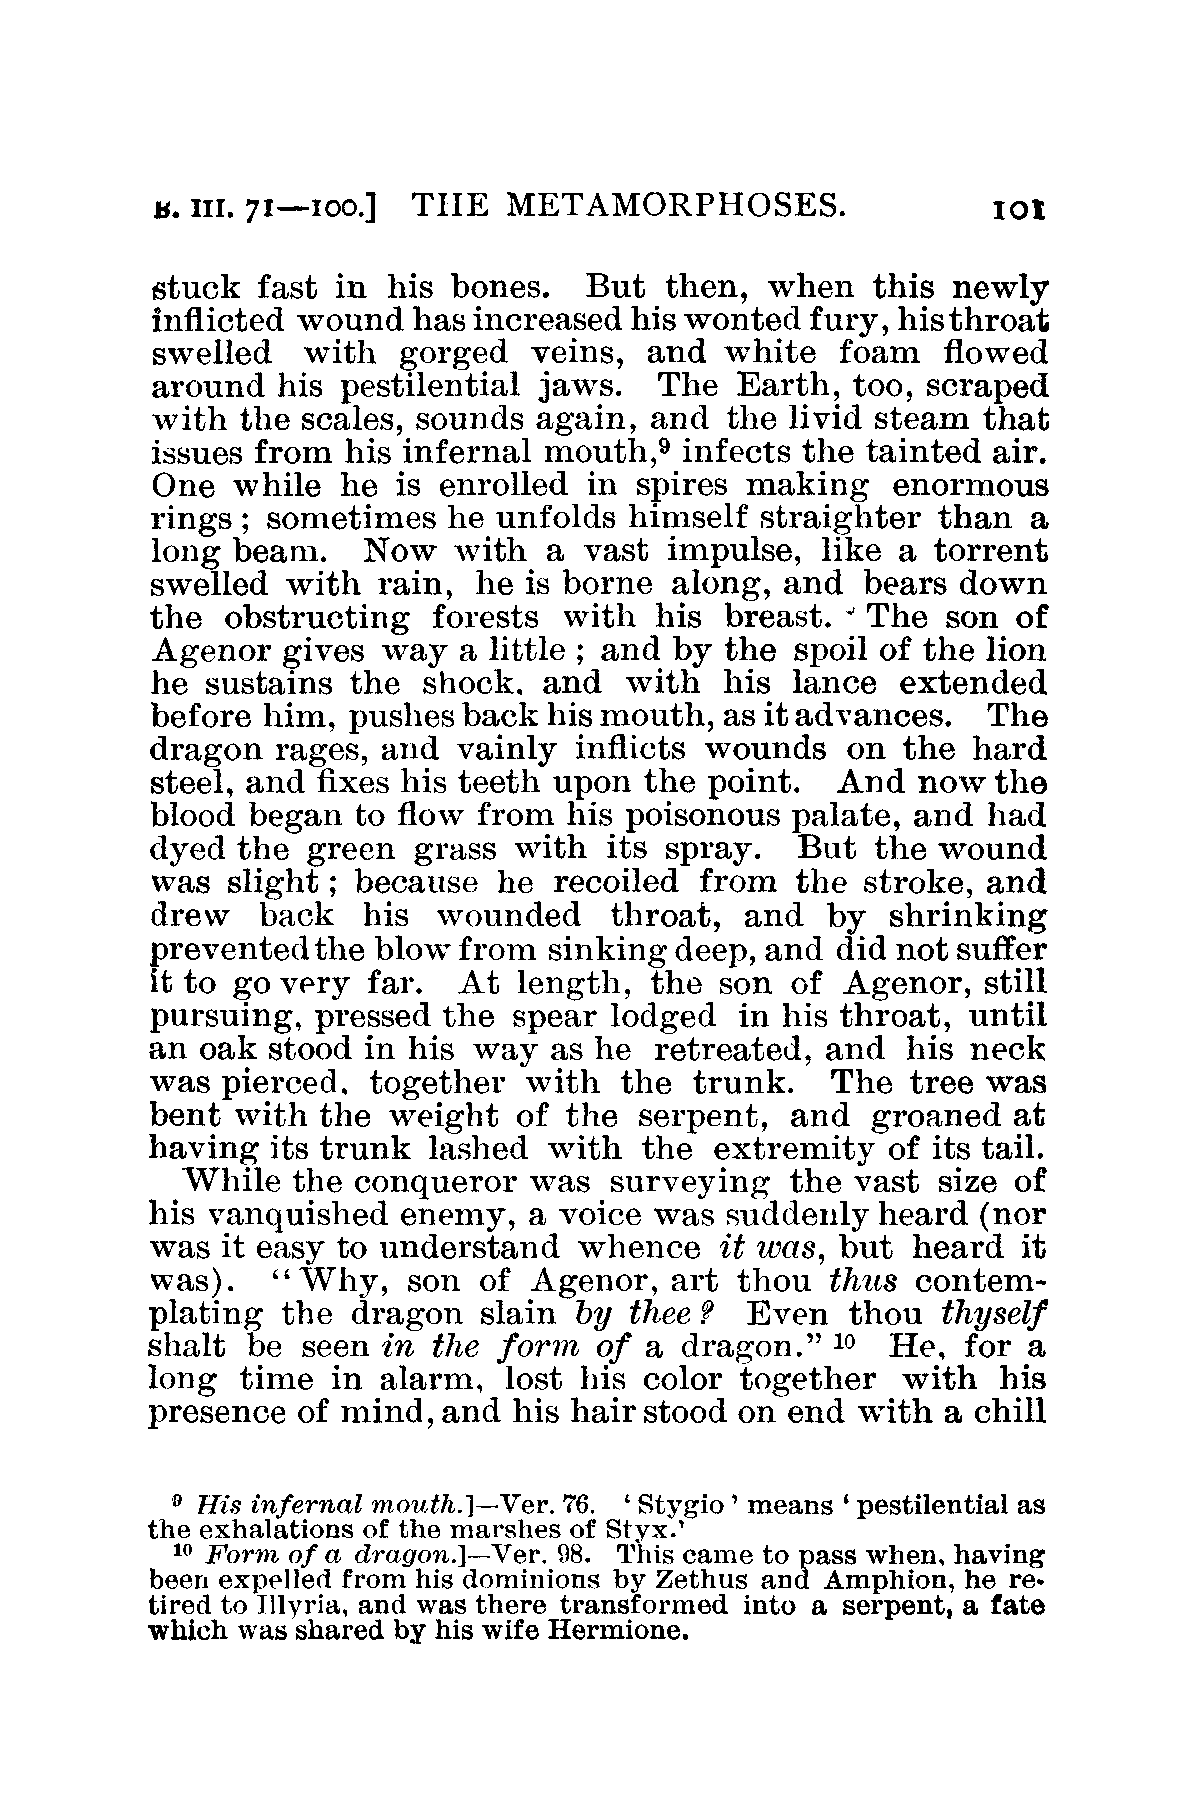 B. III. 71—100.] THE METAMORPHOSES. 101
stuck fast in his bones. But then, when this newly
inflicted wound has increased his wonted fury, his throat
swelled with gorged veins, and white foam flowed
around his pestilential jaws. The Earth, too, scraped
with the scales, sounds again, and the livid steam that
issues from his infernal mouth,⁹ infects the tainted air.
One while he is enrolled in spires making enormous
rings; sometimes he unfolds himself straighter than a
long beam. Now with a vast impulse, like a torrent
swelled with rain, he is borne along, and bears down
the obstructing forests with his breast. The son of
Agenor gives way a little; and by the spoil of the lion
he sustains the shock, and with his lance extended
before him, pushes back his mouth, as it advances. The
dragon rages, and vainly inflicts wounds on the hard
steel, and fixes his teeth upon the point. And now the
blood began to flow from his poisonous palate, and had
dyed the green grass with its spray. But the wound
was slight; because he recoiled from the stroke, and
drew back his wounded throat, and by shrinking
prevented the blow from sinking deep, and did not suffer
it to go very far. At length, the son of Agenor, still
pursuing, pressed the spear lodged in his throat, until
an oak stood in his way as he retreated, and his neck
was pierced, together with the trunk. The tree was
bent with the weight of the serpent, and groaned at
having its trunk lashed with the extremity of its tail.
While the conqueror was surveying the vast size of
his vanquished enemy, a voice was suddenly heard (nor
was it easy to understand whence it was, but heard it
was). "Why, son of Agenor, art thou thus contem-
plating the dragon slain by thee? Even thou thyself
shalt be seen in the form of a dragon." ¹⁰ He, for a
long time in alarm, lost his color together with his
presence of mind, and his hair stood on end with a chill
⁹ His infernal mouth.]—Ver. 76. 'Stygio' means 'pestilential as
the exhalations of the marshes of Styx.'
¹⁰ Form of a dragon.]—Ver. 98. This came to pass when, having
been expelled from his dominions by Zethus and Amphion, he re-
tired to Illyria, and was there transformed into a serpent, a fate
which was shared by his wife Hermione.